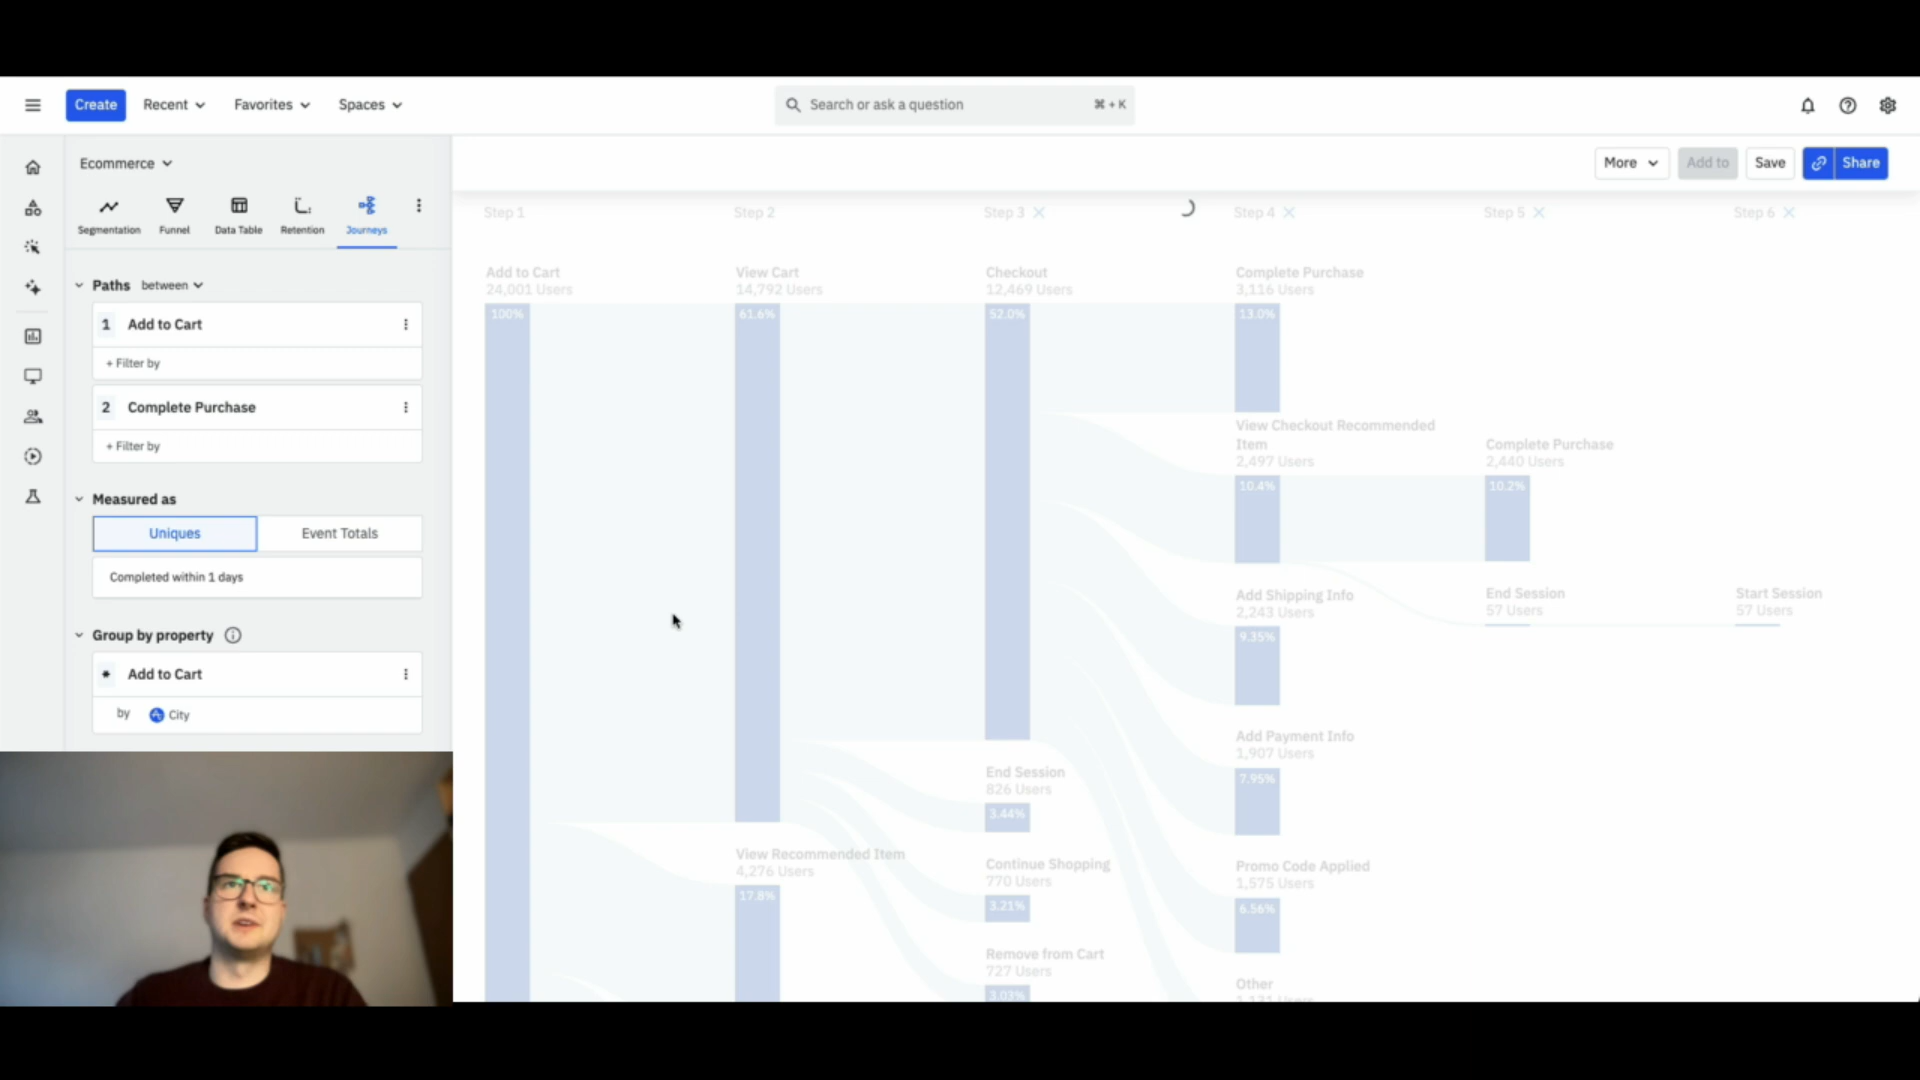 Create
Recent
Favorites
Spaces
Search or ask a question
⌘ + K
Ecommerce
More
Add to
Save
Share
Segmentation
Funnel
Data Table
Retention
Journeys
Paths between
1 Add to Cart
+ Filter by
2 Complete Purchase
+ Filter by
Measured as
Uniques
Event Totals
Completed within 1 days
Group by property
* Add to Cart
by City
Step 1
Step 2
Step 3
Step 4
Step 5
Step 6
Add to Cart
24,001 Users
100%
View Cart
14,792 Users
61.6%
View Recommended Item
4,276 Users
17.8%
Checkout
12,469 Users
52.0%
End Session
826 Users
3.44%
Continue Shopping
770 Users
3.21%
Remove from Cart
727 Users
3.03%
Complete Purchase
3,116 Users
13.0%
View Checkout Recommended
Item
2,497 Users
10.4%
Add Shipping Info
2,243 Users
9.35%
Add Payment Info
1,907 Users
7.95%
Promo Code Applied
1,575 Users
6.56%
Other
1,131 Users
Complete Purchase
2,440 Users
10.2%
End Session
57 Users
Start Session
57 Users